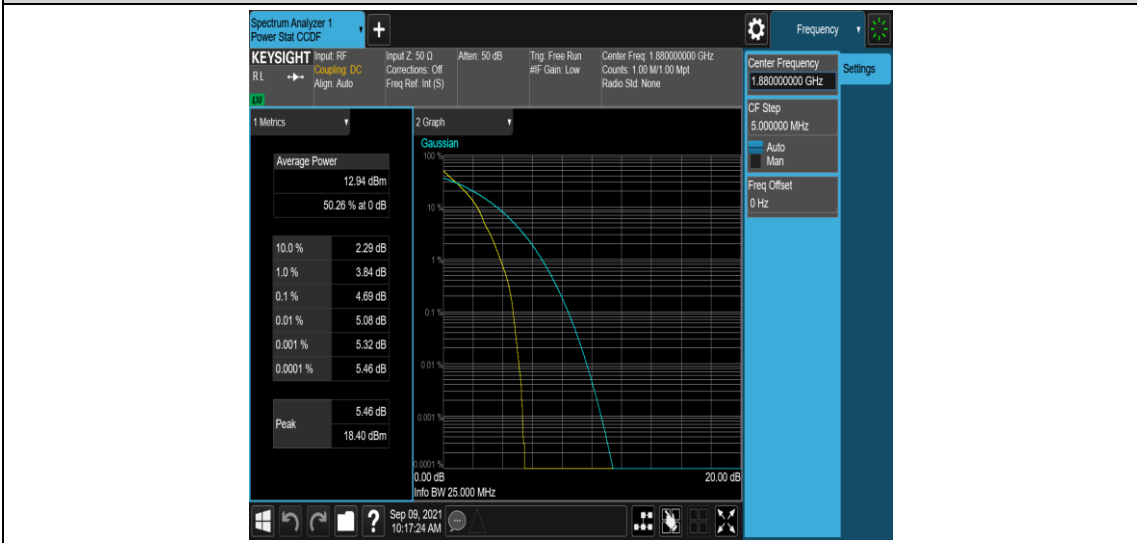 Spectrum Analyzer 1
Power Stat CCDF
+
Frequency
KEYSIGHT
RL
LXI
Input: RF
Coupling: DC
Align: Auto
Input Z: 50 Ω
Corrections: Off
Freq Ref: Int (S)
Atten: 50 dB
Trig: Free Run
#IF Gain: Low
Center Freq: 1.880000000 GHz
Counts: 1.00 M/1.00 Mpt
Radio Std: None
Center Frequency
1.880000000 GHz
Settings
CF Step
5.000000 MHz
Auto
Man
Freq Offset
0 Hz
1 Metrics
Average Power
12.94 dBm
50.26 % at 0 dB
10.0 % 2.29 dB
1.0 % 3.84 dB
0.1 % 4.69 dB
0.01 % 5.08 dB
0.001 % 5.32 dB
0.0001 % 5.46 dB
Peak
5.46 dB
18.40 dBm
2 Graph
Gaussian
100 %
10 %
1 %
0.1 %
0.01 %
0.001 %
0.0001 %
0.00 dB 20.00 dB
Info BW 25.000 MHz
?
Sep 09, 2021
10:17:24 AM